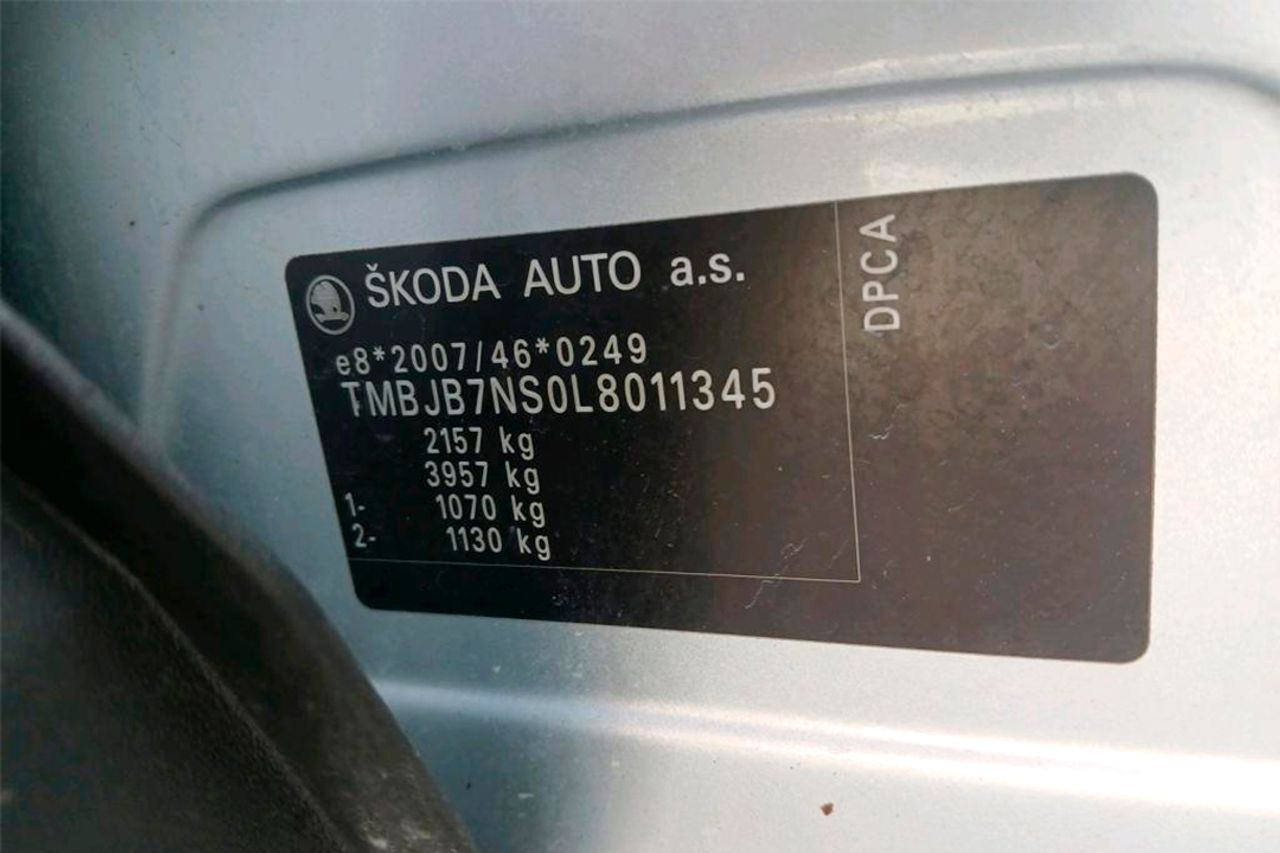 ŠKODA AUTO a.s.
e8*2007/46*0249
TMBJB7NS0L8011345
2157 kg
3957 kg
1- 1070 kg
2- 1130 kg
DPCA